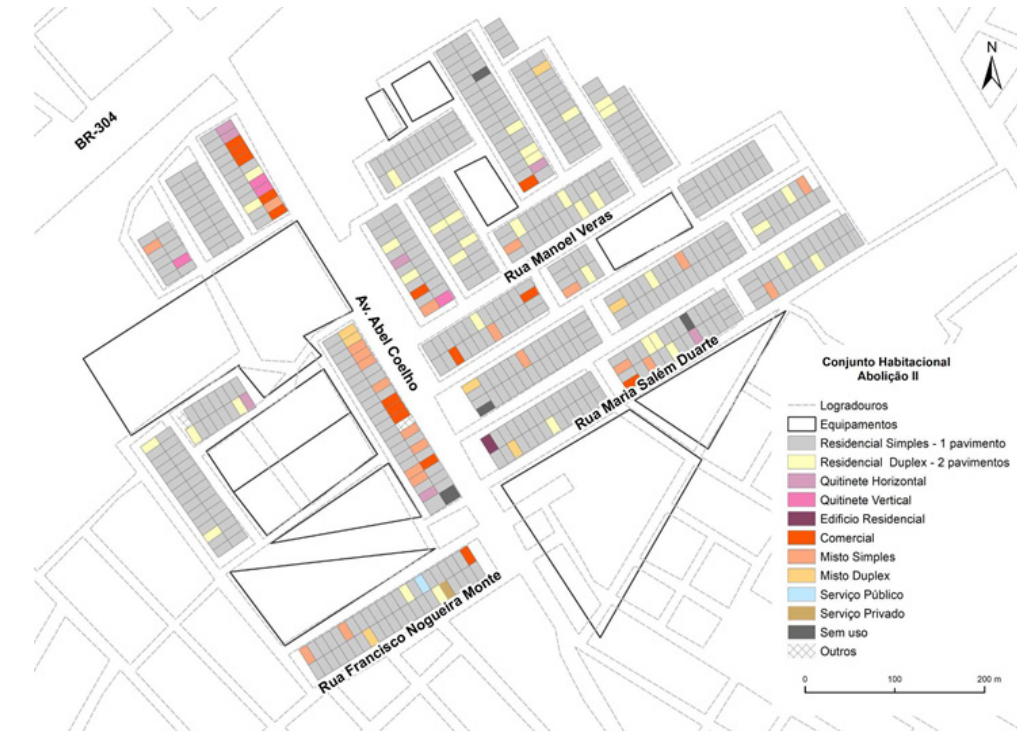 N
BR-304
Rua Manoel Veras
Av. Abel Coelho
Rua Maria Salém Duarte
Rua Francisco Nogueira Monte
Conjunto Habitacional
Abolição II
Logradouros
Equipamentos
Residencial Simples - 1 pavimento
Residencial Duplex - 2 pavimentos
Quitinete Horizontal
Quitinete Vertical
Edificio Residencial
Comercial
Misto Simples
Misto Duplex
Serviço Público
Serviço Privado
Sem uso
Outros
0 100 200 m